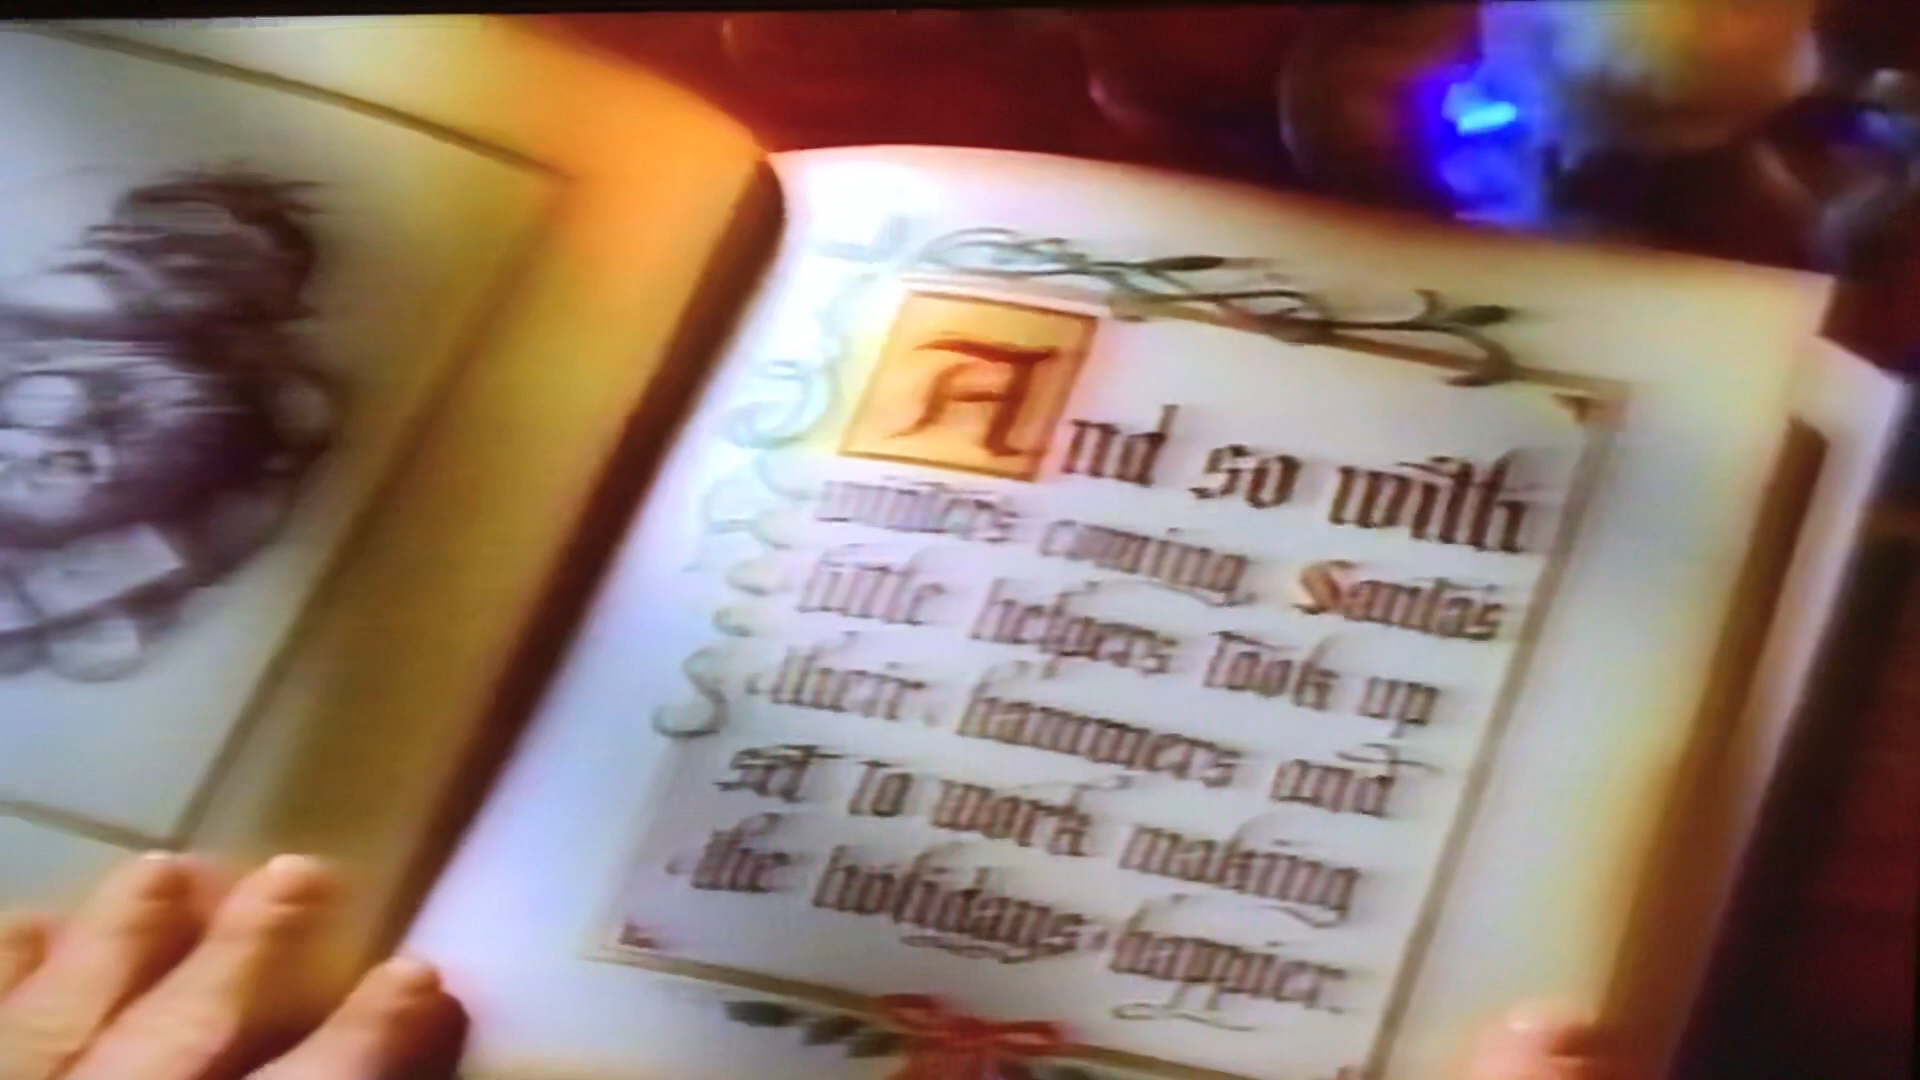 And so with
winter's coming, Santa's
little helpers took up
their hammers and
set to work making
the holidays happier.